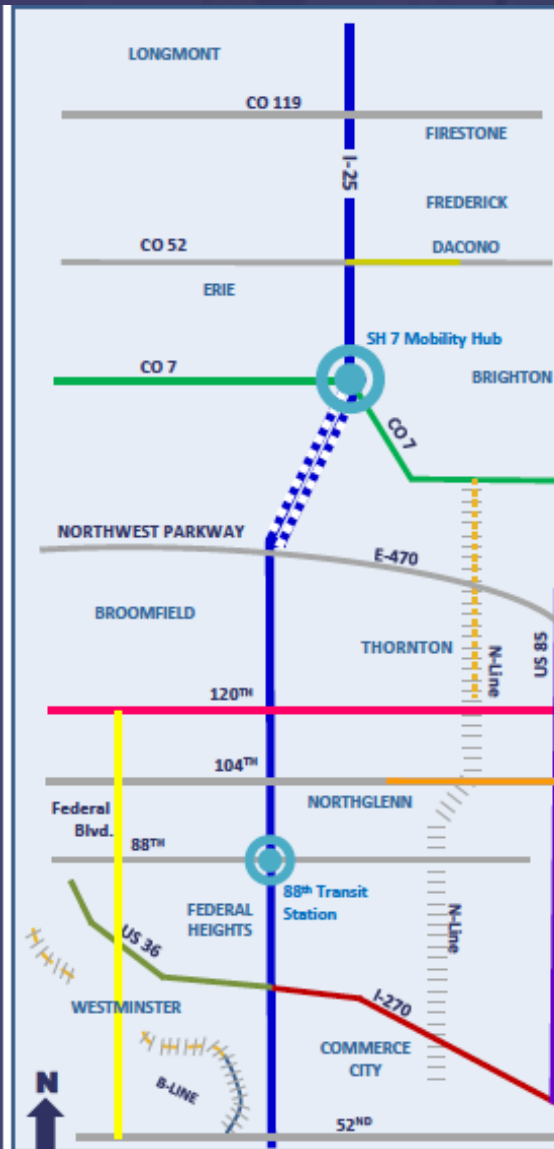 LONGMONT
CO 119
FIRESTONE
I-25
FREDERICK
CO 52
DACONO
ERIE
SH 7 Mobility Hub
CO 7
BRIGHTON
CO 7
NORTHWEST PARKWAY
E-470
BROOMFIELD
THORNTON
N-Line
US 85
120TH
104TH
Federal
Blvd.
NORTHGLENN
88TH
88th Transit
Station
FEDERAL
HEIGHTS
N-Line
US 36
I-270
WESTMINSTER
COMMERCE
CITY
B-LINE
N
52ND